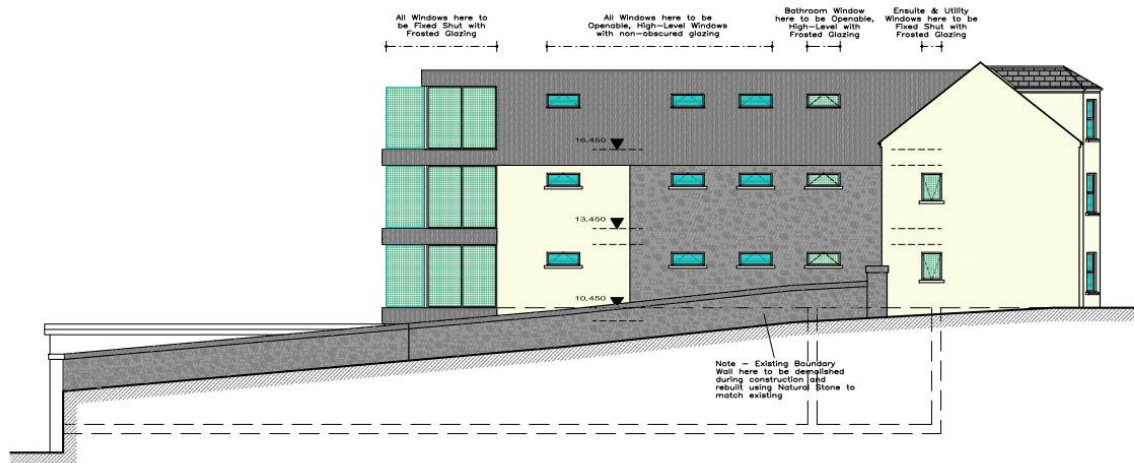 All Windows here to
be Fixed Shut with
Frosted Glazing
All Windows here to be
Openable, High-Level Windows
with non-obscured glazing
Bathroom Window
here to be Openable,
High-Level with
Frosted Glazing
Ensuite & Utility
Windows here to be
Fixed Shut with
Frosted Glazing
16,450
13,450
10,450
Note - Existing Boundary
Wall here to be demolished
during construction and
rebuilt using Natural Stone to
match existing